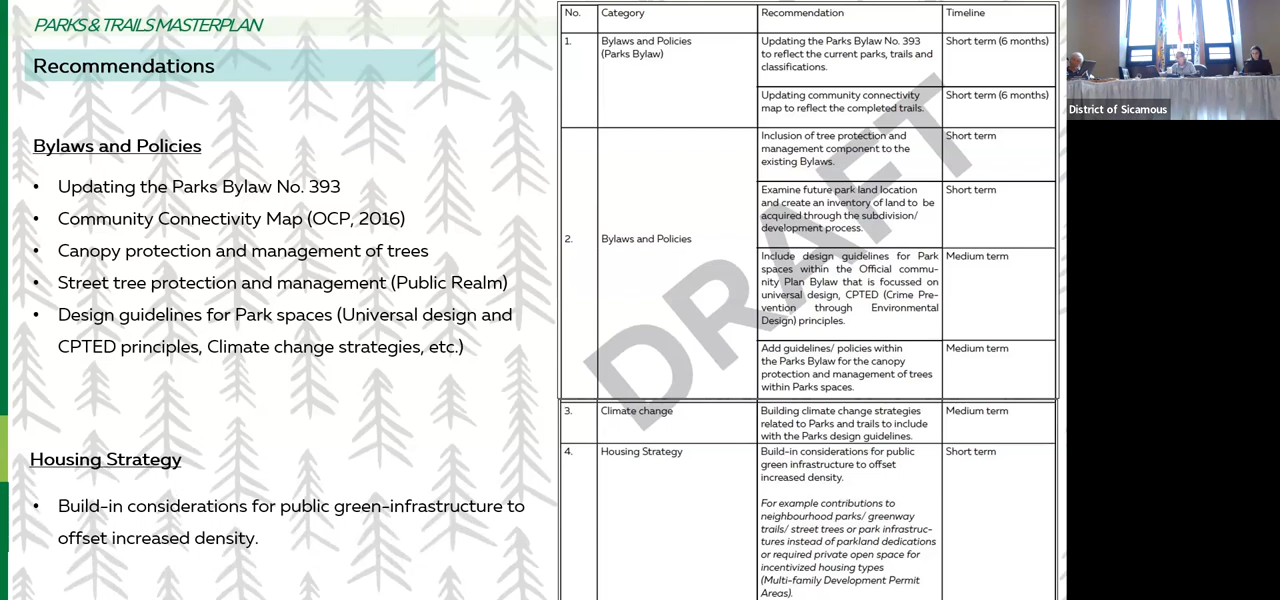 PARKS & TRAILS MASTERPLAN
Recommendations
Bylaws and Policies
• Updating the Parks Bylaw No. 393
• Community Connectivity Map (OCP, 2016)
• Canopy protection and management of trees
• Street tree protection and management (Public Realm)
• Design guidelines for Park spaces (Universal design and
CPTED principles, Climate change strategies, etc.)
Housing Strategy
• Build-in considerations for public green-infrastructure to
offset increased density.
No. Category Recommendation Timeline
1. Bylaws and Policies Updating the Parks Bylaw No. 393 Short term (6 months)
(Parks Bylaw) to reflect the current parks, trails and
classifications.
Updating community connectivity Short term (6 months)
map to reflect the completed trails.
Inclusion of tree protection and Short term
management component to the
existing Bylaws.
Examine future park land location Short term
and create an inventory of land to be
acquired through the subdivision/
development process.
2. Bylaws and Policies
Include design guidelines for Park Medium term
spaces within the Official commu-
nity Plan Bylaw that is focussed on
universal design, CPTED (Crime Pre-
vention through Environmental
Design) principles.
Add guidelines/ policies within Medium term
the Parks Bylaw for the canopy
protection and management of trees
within Parks spaces.
3. Climate change Building climate change strategies Medium term
related to Parks and trails to include
with the Parks design guidelines.
4. Housing Strategy Build-in considerations for public Short term
green infrastructure to offset
increased density.
For example contributions to
neighbourhood parks/ greenway
trails/ street trees or park infrastruc-
tures instead of parkland dedications
or required private open space for
incentivized housing types
(Multi-family Development Permit
Areas).
DRAFT
District of Sicamous